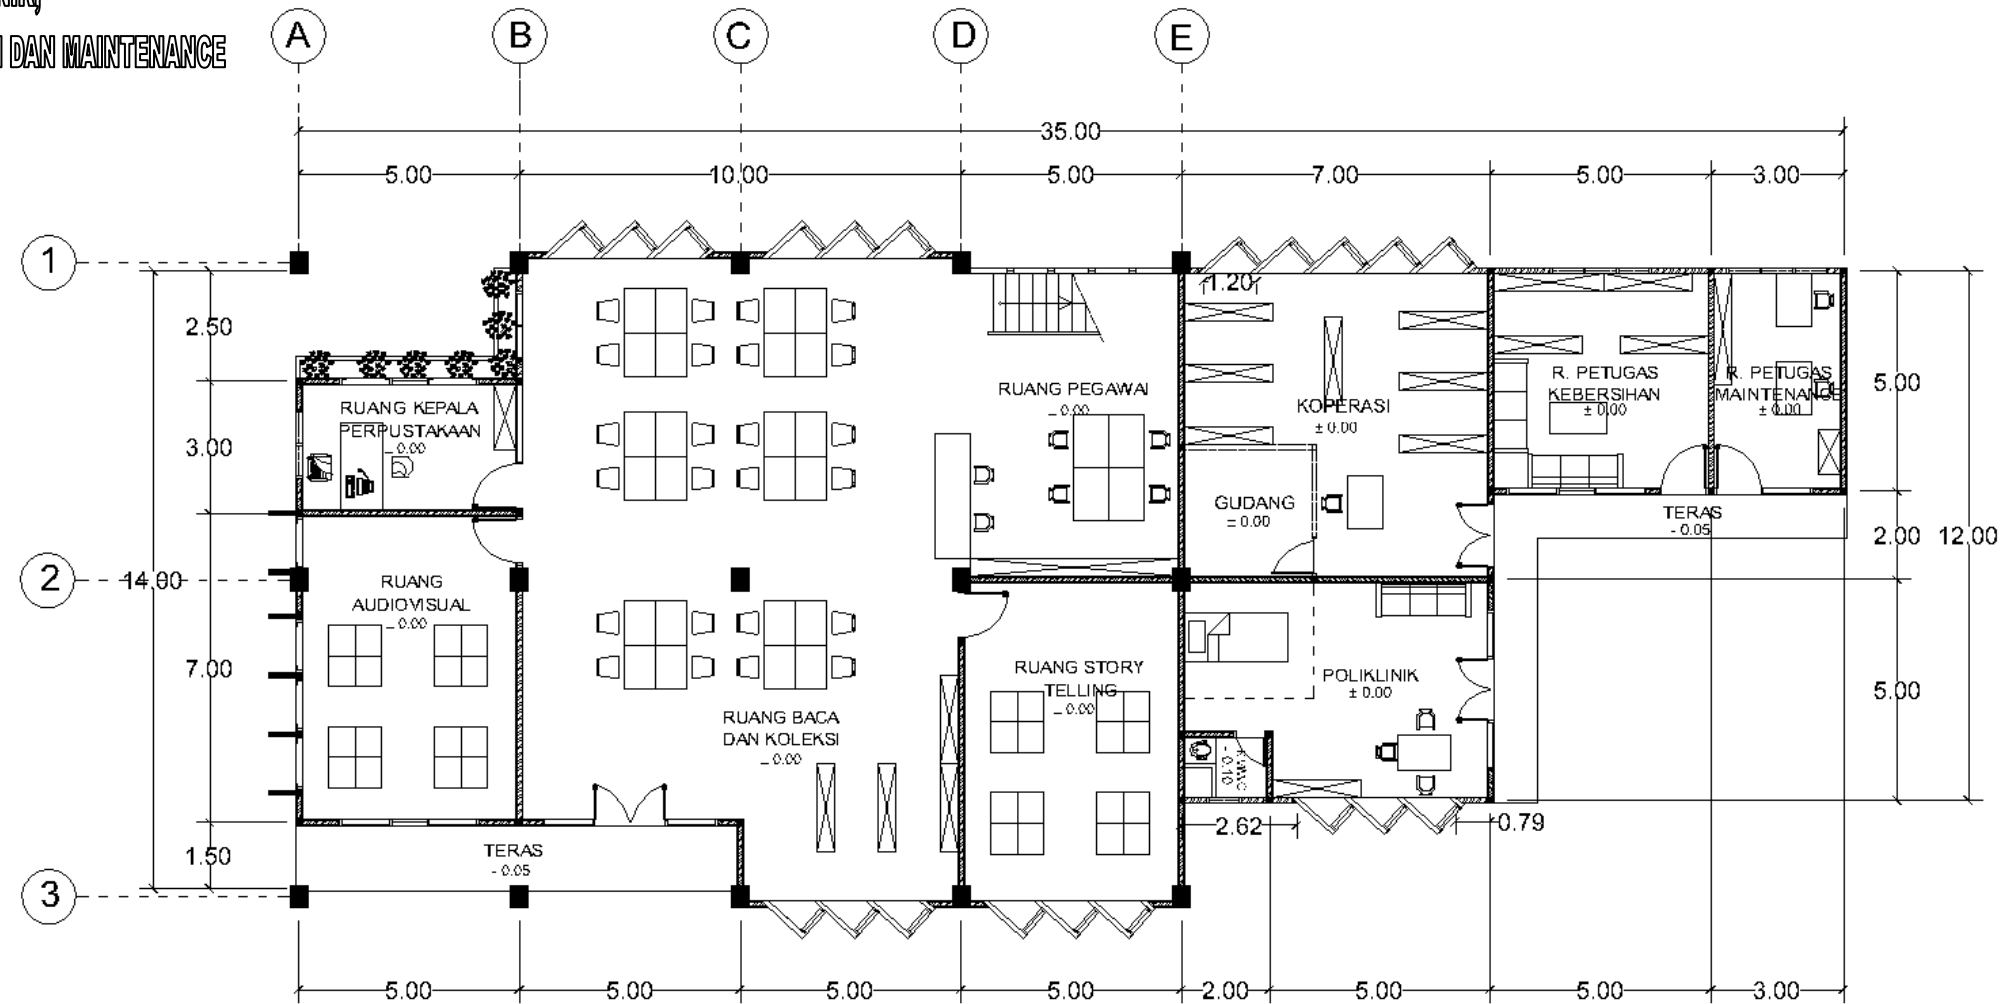 DAN MAINTENANCE
A B C D E
35.00
5.00 10.00 5.00 7.00 5.00 3.00
1
1.20
2.50
RUANG PEGAWAI
± 0.00
R. PETUGAS
KEBERSIHAN
± 0.00
R. PETUGAS
MAINTENANCE
± 0.00
5.00
RUANG KEPALA
PERPUSTAKAAN
± 0.00
KOPERASI
± 0.00
3.00
GUDANG
± 0.00
TERAS
- 0.05
2.00 12.00
2
14.00
RUANG
AUDIOVISUAL
± 0.00
7.00
RUANG STORY
TELLING
± 0.00
POLIKLINIK
± 0.00
5.00
RUANG BACA
DAN KOLEKSI
± 0.00
- 0.10
2.62
0.79
1.50
TERAS
- 0.05
3
5.00 5.00 5.00 5.00 2.00 5.00 5.00 3.00